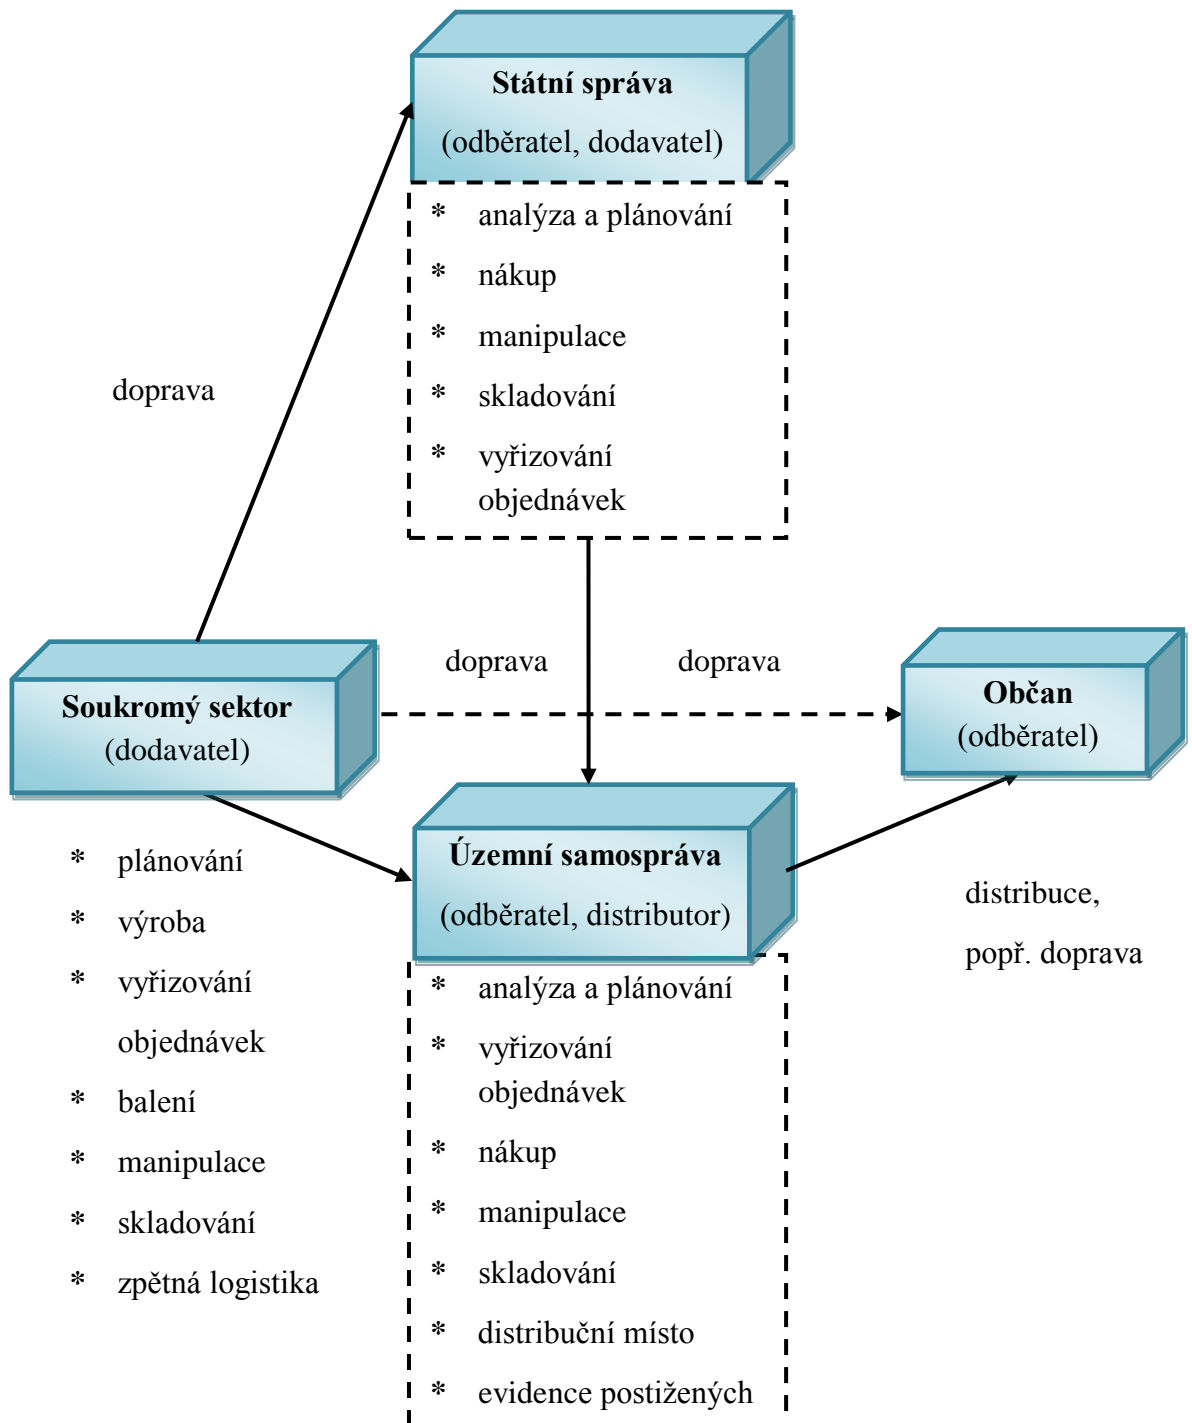 Státní správa
(odběratel, dodavatel)
* analýza a plánování
* nákup
* manipulace
* skladování
* vyřizování
objednávek
doprava
doprava
doprava
Soukromý sektor
(dodavatel)
Občan
(odběratel)
* plánování
* výroba
* vyřizování
objednávek
* balení
* manipulace
* skladování
* zpětná logistika
Územní samospráva
(odběratel, distributor)
* analýza a plánování
* vyřizování
objednávek
* nákup
* manipulace
* skladování
* distribuční místo
* evidence postižených
distribuce,
popř. doprava